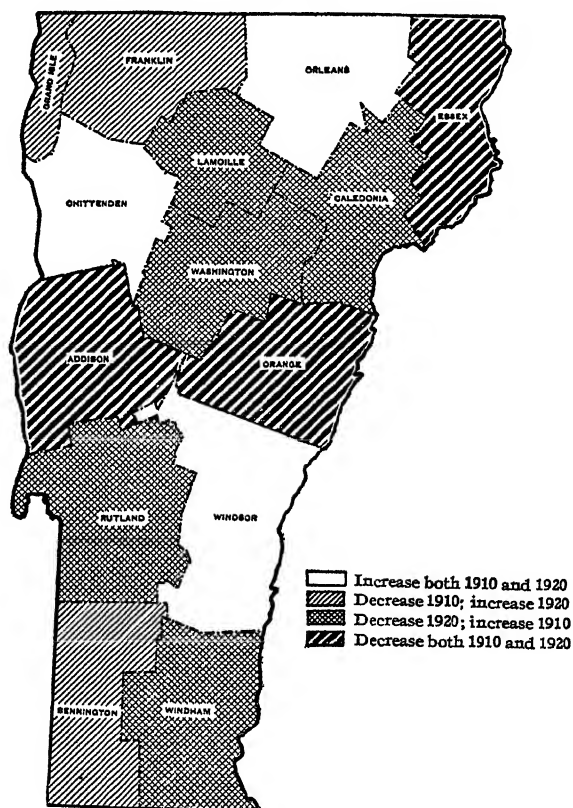 GRAND ISLE
FRANKLIN
ORLEANS
ESSEX
LAMOILLE
CHITTENDEN
CALEDONIA
WASHINGTON
ADDISON
ORANGE
RUTLAND
WINDSOR
Increase both 1910 and 1920
Decrease 1910; increase 1920
Decrease 1920; increase 1910
Decrease both 1910 and 1920
BENNINGTON
WINDHAM